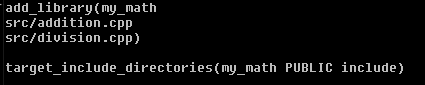 add_library(my_math
src/addition.cpp
src/division.cpp)
target_include_directories(my_math PUBLIC include)